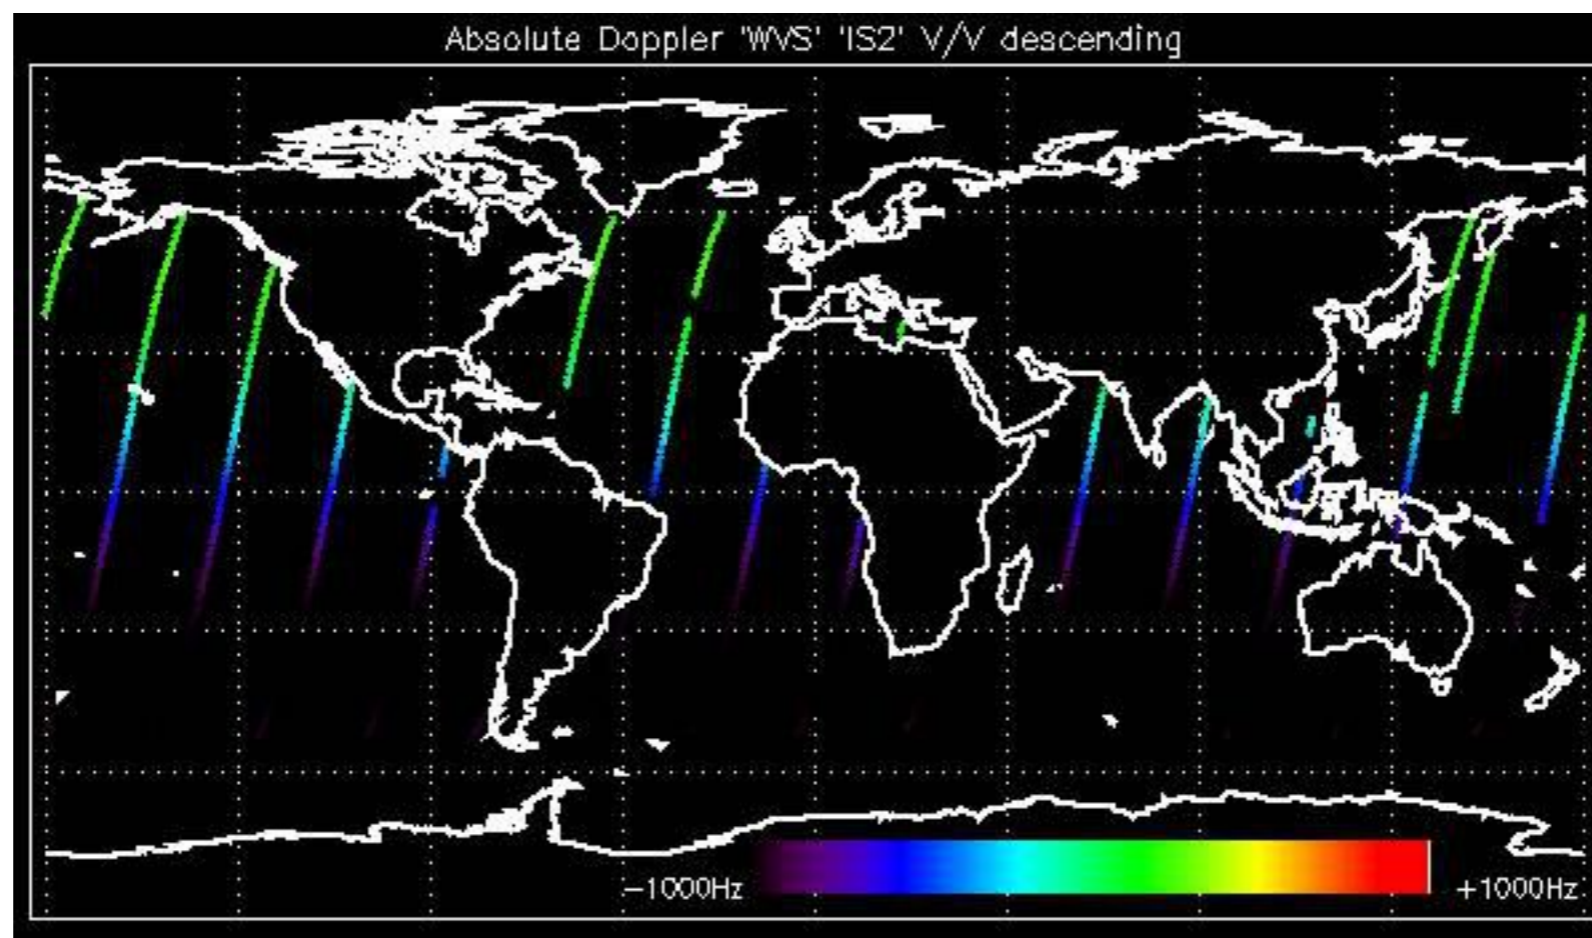 Absolute Doppler 'WVS' 'IS2' V/V descending
−1000Hz
+1000Hz